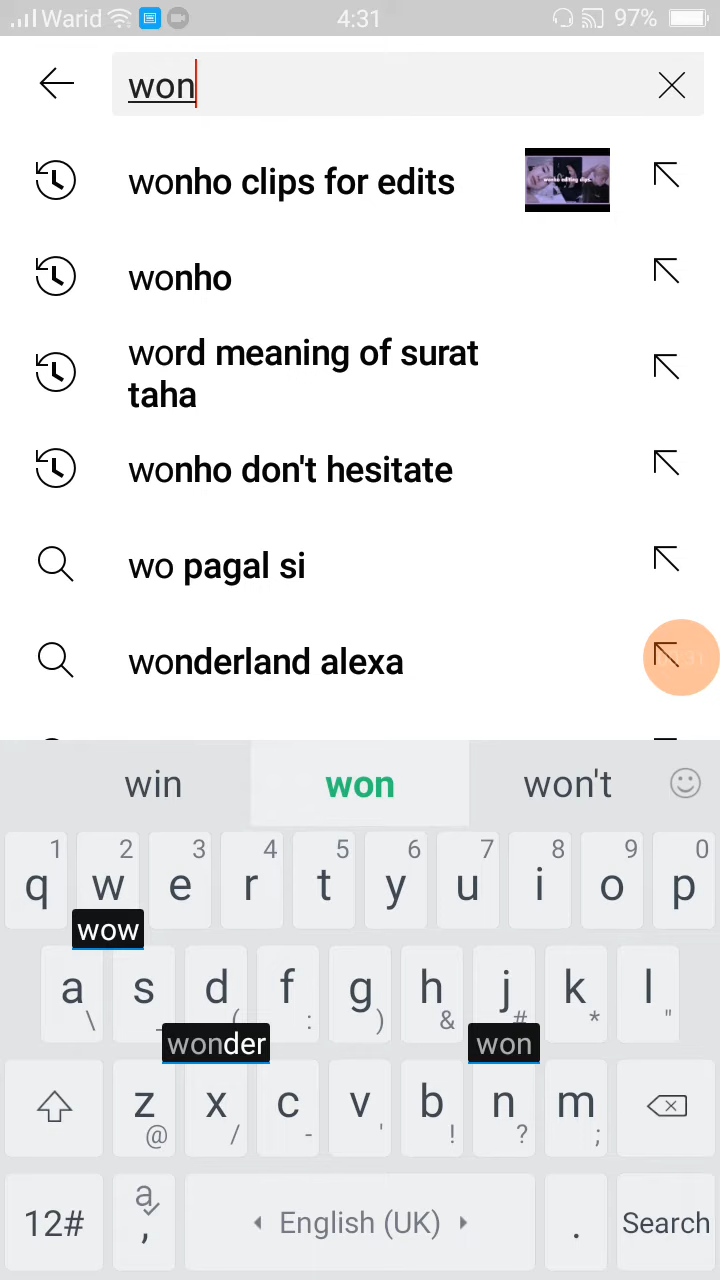 Warid 4:31 97%
won
wonho clips for edits
wonho
word meaning of surat
taha
wonho don't hesitate
wo pagal si
wonderland alexa
win won won't
1 2 3 4 5 6 7 8 9 0
q w e r t y u i o p
wow
a s d f g h j k l
\ _ ( : ) & # * "
wonder won
z x c v b n m
@ / - ' ! ? ;
12# a , English (UK) . Search